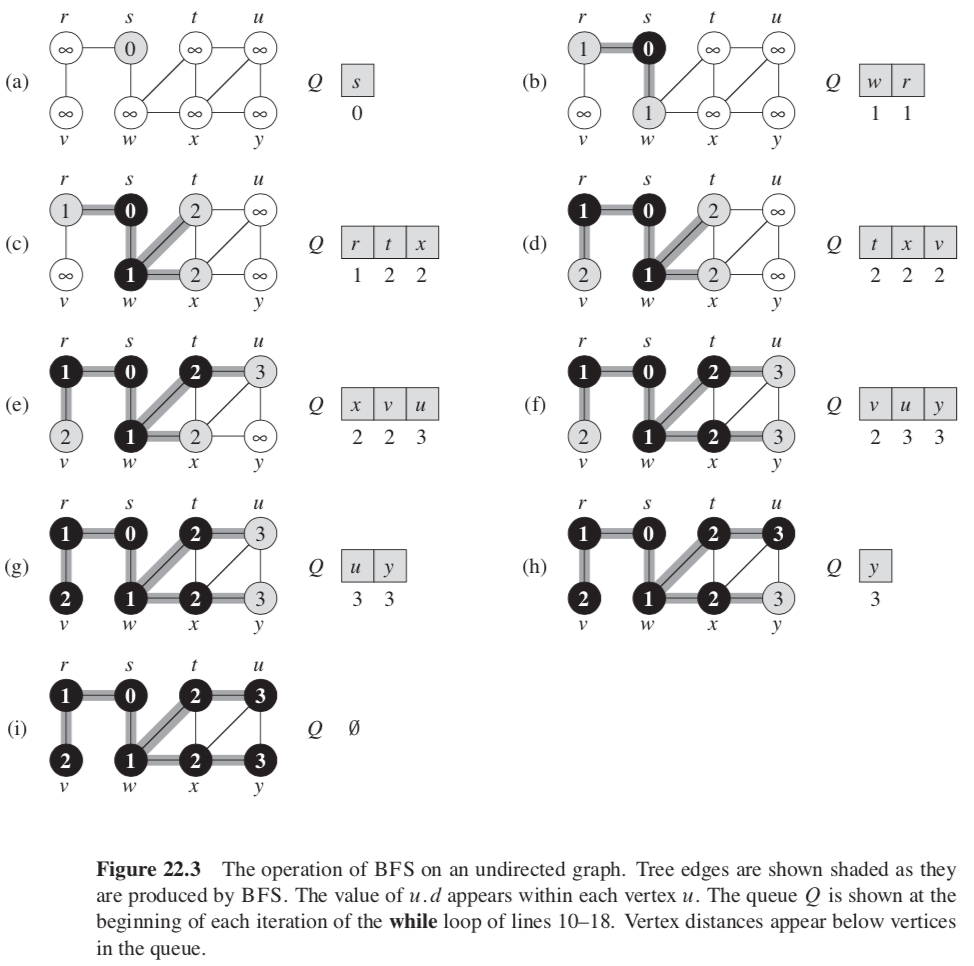 r s t u r s t u
∞ 0 ∞ ∞ 1 0 ∞ ∞
(a) Q s (b) Q w r
0 1 1
∞ ∞ ∞ ∞ ∞ 1 ∞ ∞
v w x y v w x y
r s t u r s t u
1 0 2 ∞ 1 0 2 ∞
(c) Q r t x (d) Q t x v
1 2 2 2 2 2
∞ 1 2 ∞ 2 1 2 ∞
v w x y v w x y
r s t u r s t u
1 0 2 3 1 0 2 3
(e) Q x v u (f) Q v u y
2 2 3 2 3 3
2 1 2 ∞ 2 1 2 3
v w x y v w x y
r s t u r s t u
1 0 2 3 1 0 2 3
(g) Q u y (h) Q y
3 3 3
2 1 2 3 2 1 2 3
v w x y v w x y
r s t u
1 0 2 3
(i) Q ∅
2 1 2 3
v w x y
Figure 22.3 The operation of BFS on an undirected graph. Tree edges are shown shaded as they
are produced by BFS. The value of u.d appears within each vertex u. The queue Q is shown at the
beginning of each iteration of the while loop of lines 10–18. Vertex distances appear below vertices
in the queue.